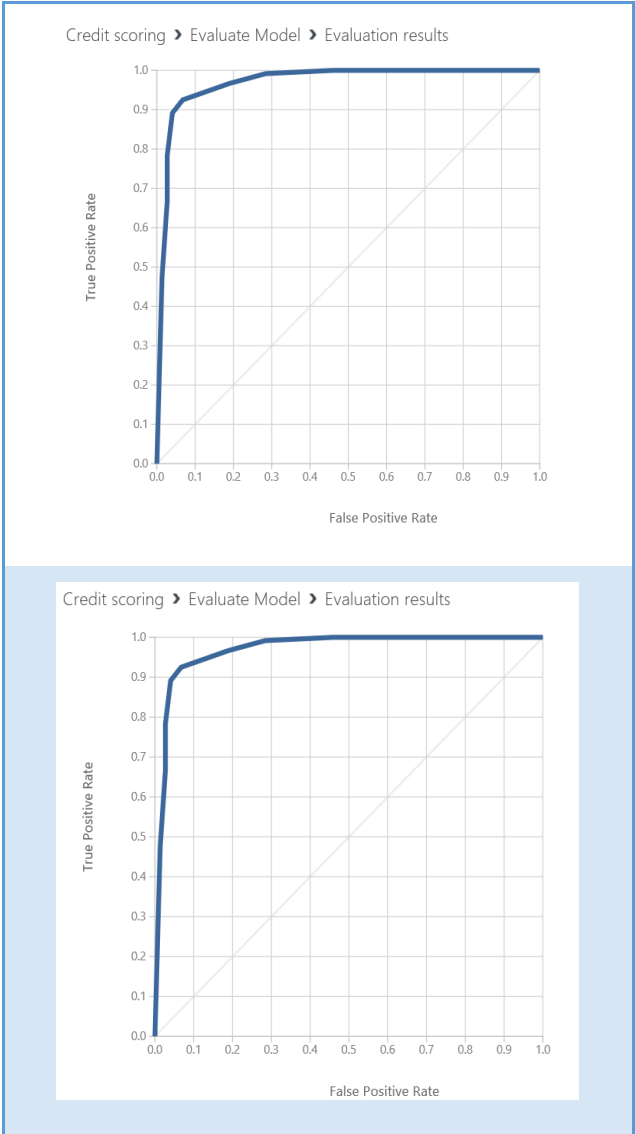 Credit scoring > Evaluate Model > Evaluation results
1.0
0.9
0.8
0.7
0.6
0.5
0.4
0.3
0.2
0.1
0.0
True Positive Rate
0.0 0.1 0.2 0.3 0.4 0.5 0.6 0.7 0.8 0.9 1.0
False Positive Rate
Credit scoring > Evaluate Model > Evaluation results
1.0
0.9
0.8
0.7
0.6
0.5
0.4
0.3
0.2
0.1
0.0
True Positive Rate
0.0 0.1 0.2 0.3 0.4 0.5 0.6 0.7 0.8 0.9 1.0
False Positive Rate